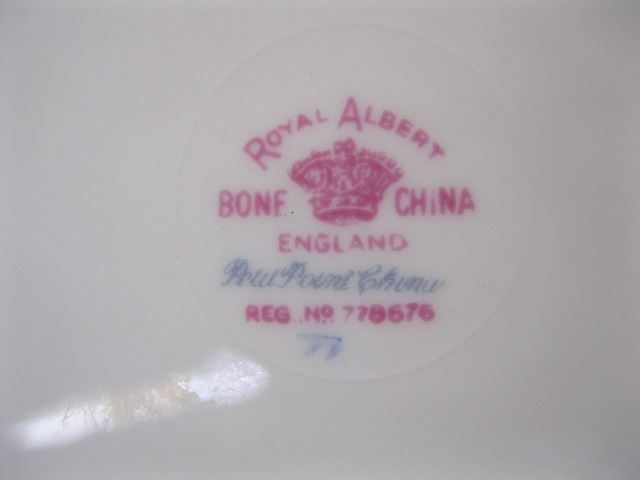 ROYAL ALBERT
BONE CHINA
ENGLAND
Petit Point China
REG. No 778676